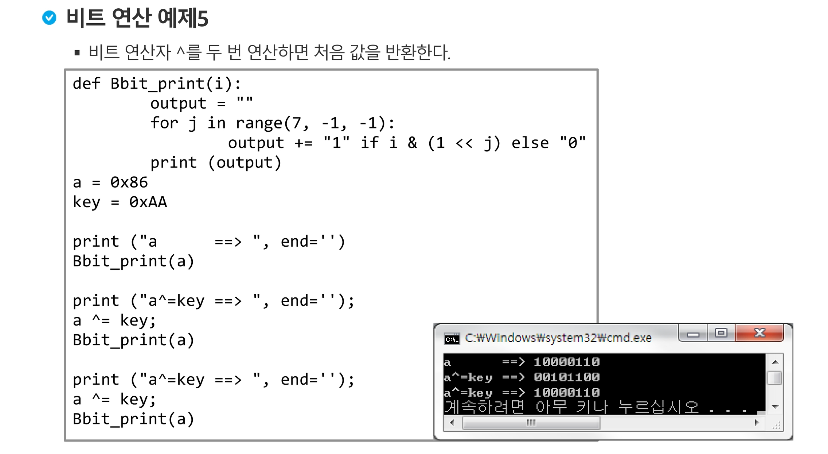 비트 연산 예제5
▪ 비트 연산자 ^를 두 번 연산하면 처음 값을 반환한다.
def Bbit_print(i):
        output = ""
        for j in range(7, -1, -1):
                output += "1" if i & (1 << j) else "0"
        print (output)
a = 0x86
key = 0xAA

print ("a      ==> ", end='')
Bbit_print(a)

print ("a^=key ==> ", end='');
a ^= key;
Bbit_print(a)

print ("a^=key ==> ", end='');
a ^= key;
Bbit_print(a)
C:₩Windows₩system32₩cmd.exe
a      ==> 10000110
a^=key ==> 00101100
a^=key ==> 10000110
계속하려면 아무 키나 누르십시오 . . .